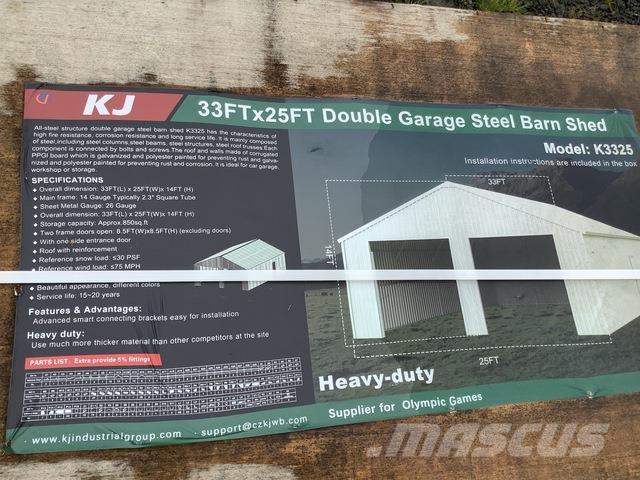 KJ
33FTx25FT Double Garage Steel Barn Shed
Model: K3325
Installation instructions are included in the box
All-steel structure double garage steel barn shed K3325 has the characteristics of
high fire resistance, corrosion resistance and long service life. It is mainly composed
of steel,including steel columns,steel beams, steel structures, steel roof trusses.Each
component is connected by bolts and screws.The roof and walls made of corrugated
PPGI board which is galvanized and polyester painted for preventing rust and galva-
nized and polyester painted for preventing rust and corrosion. It is ideal for car garage,
workshop or storage.
SPECIFICATIONS
Overall dimension: 33FT(L) x 25FT(W)x 14FT (H)
Main frame: 14 Gauge Typically 2.3" Square Tube
Sheet Metal Gauge: 26 Gauge
Overall dimension: 33FT(L) x 25FT(W)x 14FT (H)
Storage capacity: Approx.850sq.ft
Two frame doors open: 8.5FT(W)x8.5FT(H) (excluding doors)
With one side entrance door
Roof with reinforcement
Reference snow load: ≤30 PSF
Reference wind load: ≤75 MPH
Beautiful appearance, different colors
Service life: 15~20 years
Features & Advantages:
Advanced smart connecting brackets easy for installation
Heavy duty:
Use much more thicker material than other competitors at the site
PARTS LIST: Extra provide 5% fittings
33FT
14FT
25FT
Heavy-duty
Supplier for Olympic Games
www.kjindustrialgroup.com · support@czkjwb.com
MASCUS